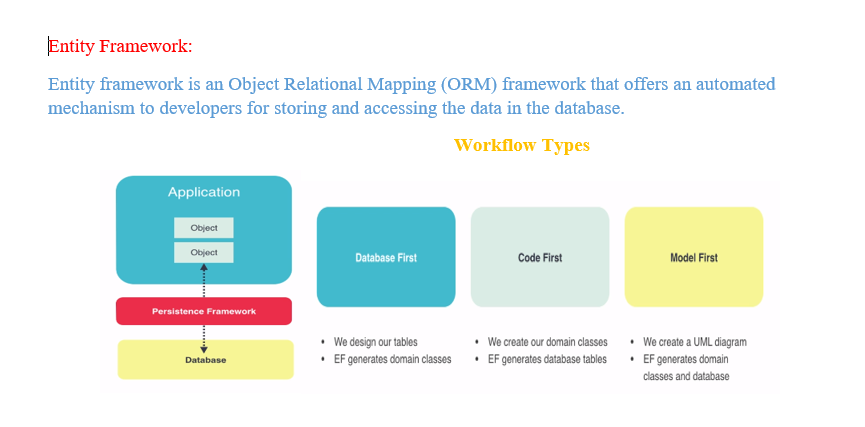 Entity Framework:
Entity framework is an Object Relational Mapping (ORM) framework that offers an automated
mechanism to developers for storing and accessing the data in the database.
Workflow Types
Application
Object
Object
Persistence Framework
Database
Database First
Code First
Model First
• We design our tables
• EF generates domain classes
• We create our domain classes
• EF generates database tables
• We create a UML diagram
• EF generates domain
classes and database